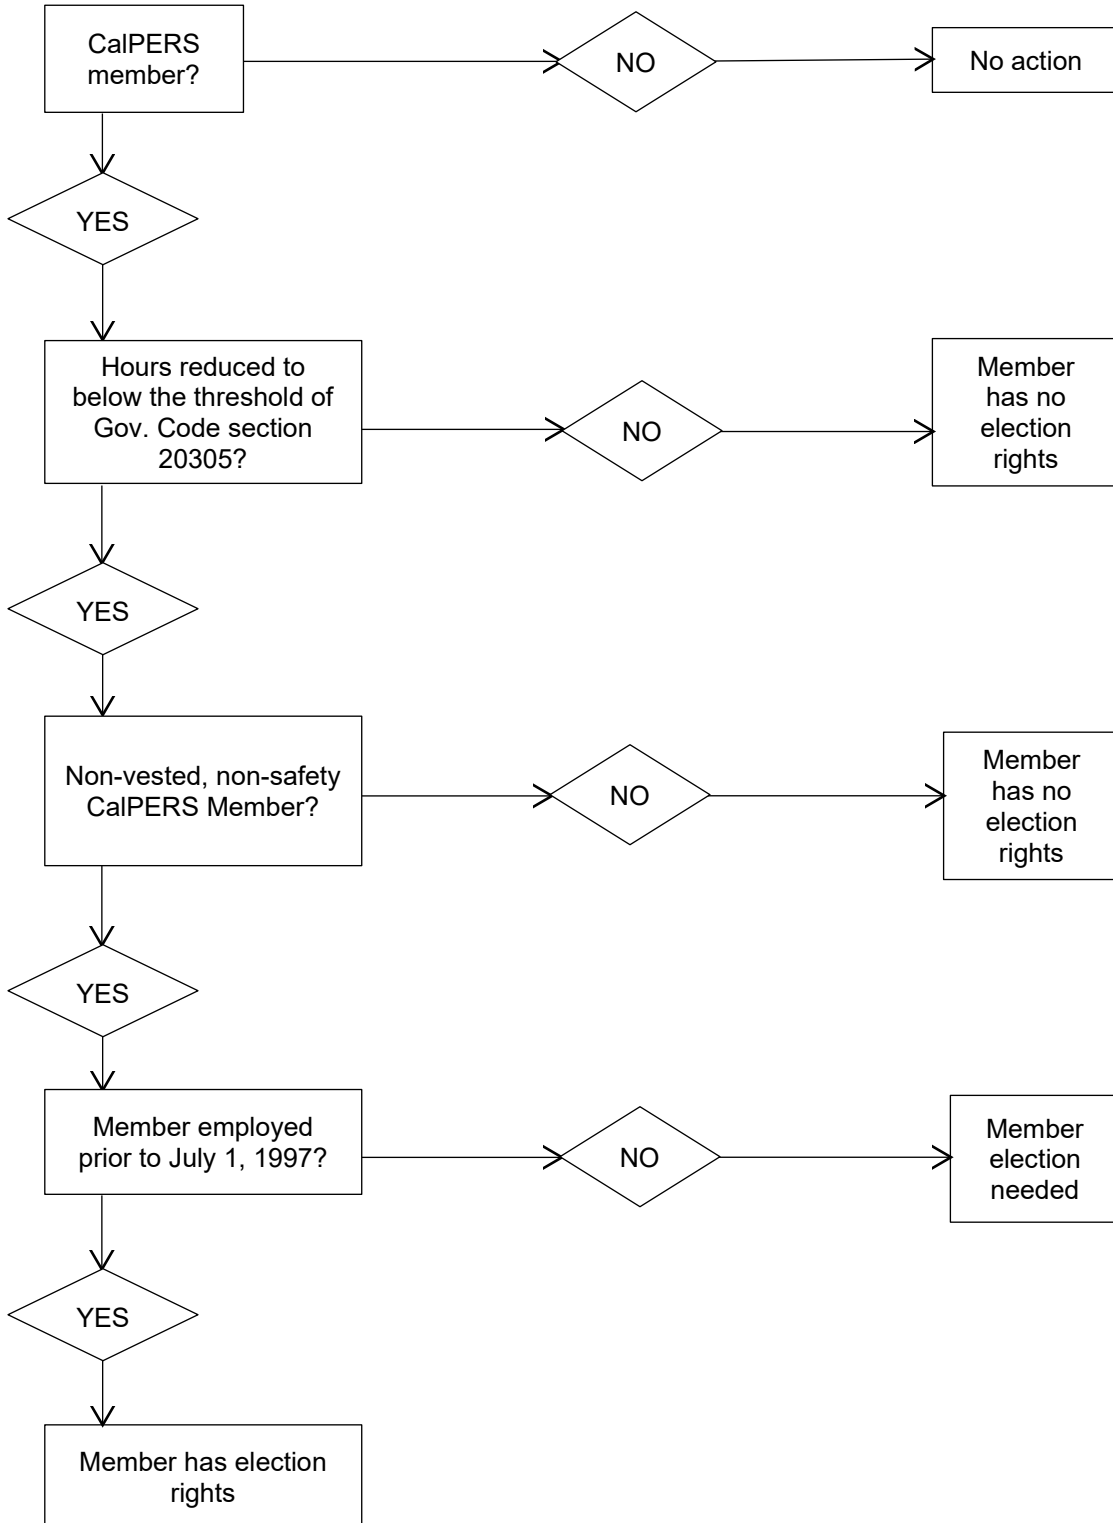 CalPERS
member?
NO
No action
YES
Hours reduced to
below the threshold of
Gov. Code section
20305?
NO
Member
has no
election
rights
YES
Non-vested, non-safety
CalPERS Member?
NO
Member
has no
election
rights
YES
Member employed
prior to July 1, 1997?
NO
Member
election
needed
YES
Member has election
rights